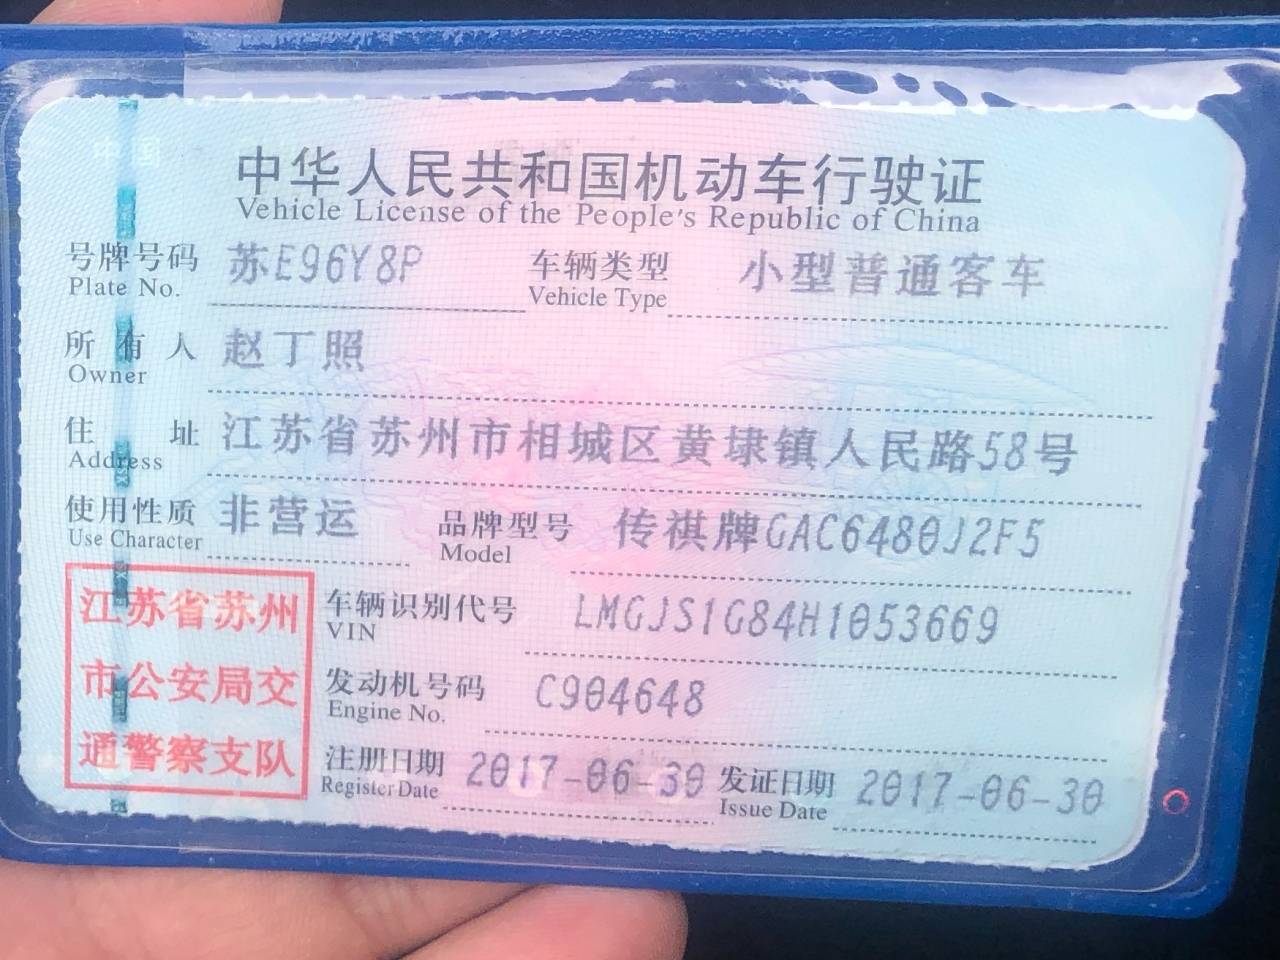 中华人民共和国机动车行驶证
Vehicle License of the People's Republic of China
号牌号码 苏E96Y8P 车辆类型 小型普通客车
Plate No. Vehicle Type
所有人 赵丁照
Owner
住址 江苏省苏州市相城区黄埭镇人民路58号
Address
使用性质 非营运 品牌型号 传祺牌GAC6480J2F5
Use Character Model
江苏省苏州
市公安局交
通警察支队
车辆识别代号 LMGJS1G84H1053669
VIN
发动机号码 C904648
Engine No.
注册日期 2017-06-30 发证日期 2017-06-30
Register Date Issue Date